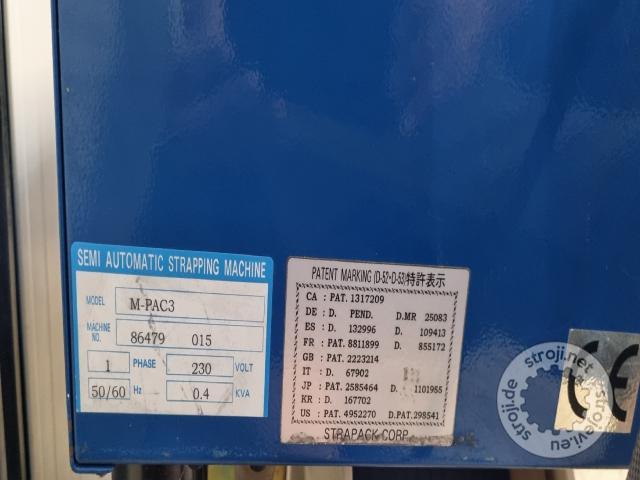 SEMI AUTOMATIC STRAPPING MACHINE
MODEL M-PAC3
MACHINE NO. 86479 015
1 PHASE 230 VOLT
50/60 Hz 0.4 KVA
PATENT MARKING (D-52•D-53)特許表示
CA : PAT. 1317209
DE : D. PEND. D.MR 25083
ES : D. 132996 D. 109413
FR : PAT. 8811899 D. 855172
GB : PAT. 2223214
IT : D. 67902
JP : PAT. 2585464 D. 1101955
KR : D. 167702
US : PAT. 4952270 D.PAT.298541
STRAPACK CORP.
CE
stroji.de
stroji.net
strojevi.eu